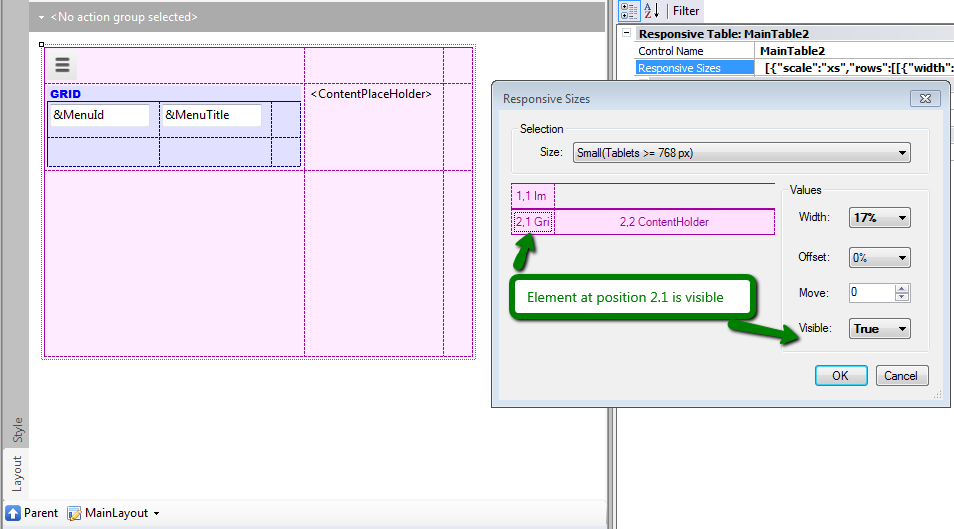 <No action group selected>
Filter
Responsive Table: MainTable2
Control Name
MainTable2
Responsive Sizes
[{"scale":"xs","rows":[[{"width":
GRID
&MenuId
&MenuTitle
<ContentPlaceHolder>
Responsive Sizes
Selection
Size:
Small(Tablets >= 768 px)
1,1 Im
2,1 Gri
2,2 ContentHolder
Values
Width:
17%
Offset:
0%
Move:
0
Visible:
True
Element at position 2.1 is visible
OK
Cancel
Style
Layout
Parent
MainLayout